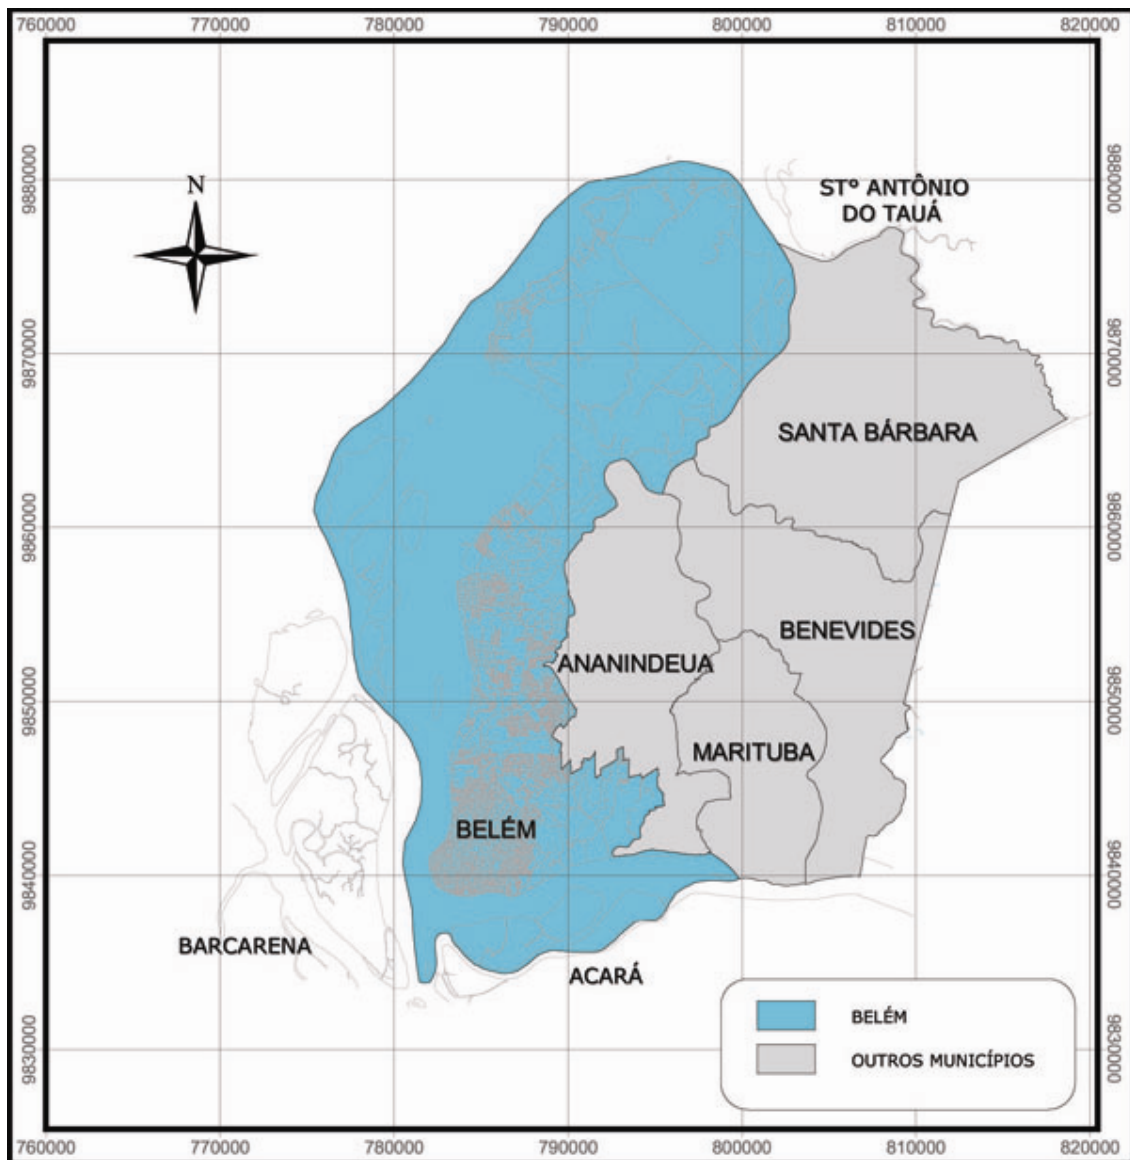 760000 770000 780000 790000 800000 810000 820000
9880000
9880000
N
ST° ANTÔNIO
DO TAUÁ
9870000
9870000
SANTA BÁRBARA
9860000
9860000
BENEVIDES
ANANINDEUA
9850000
9850000
MARITUBA
BELÉM
9840000
9840000
BARCARENA
ACARÁ
BELÉM
9830000
9830000
OUTROS MUNICÍPIOS
760000 770000 780000 790000 800000 810000 820000